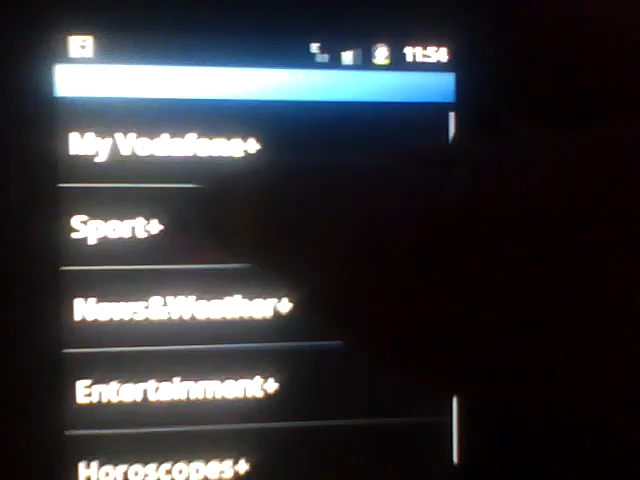 11:54
My Vodafone+
Sport+
News&Weather+
Entertainment+
Horoscopes+